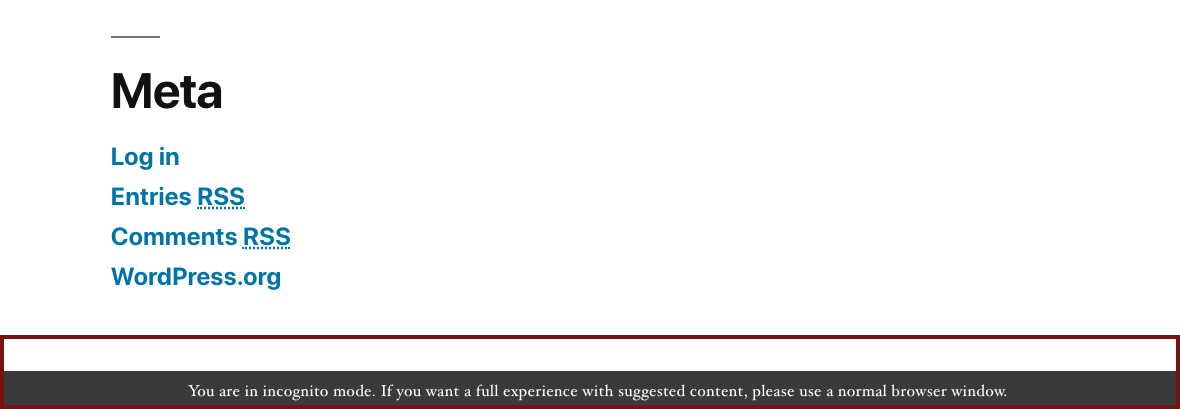 Meta
Log in
Entries RSS
Comments RSS
WordPress.org
You are in incognito mode. If you want a full experience with suggested content, please use a normal browser window.